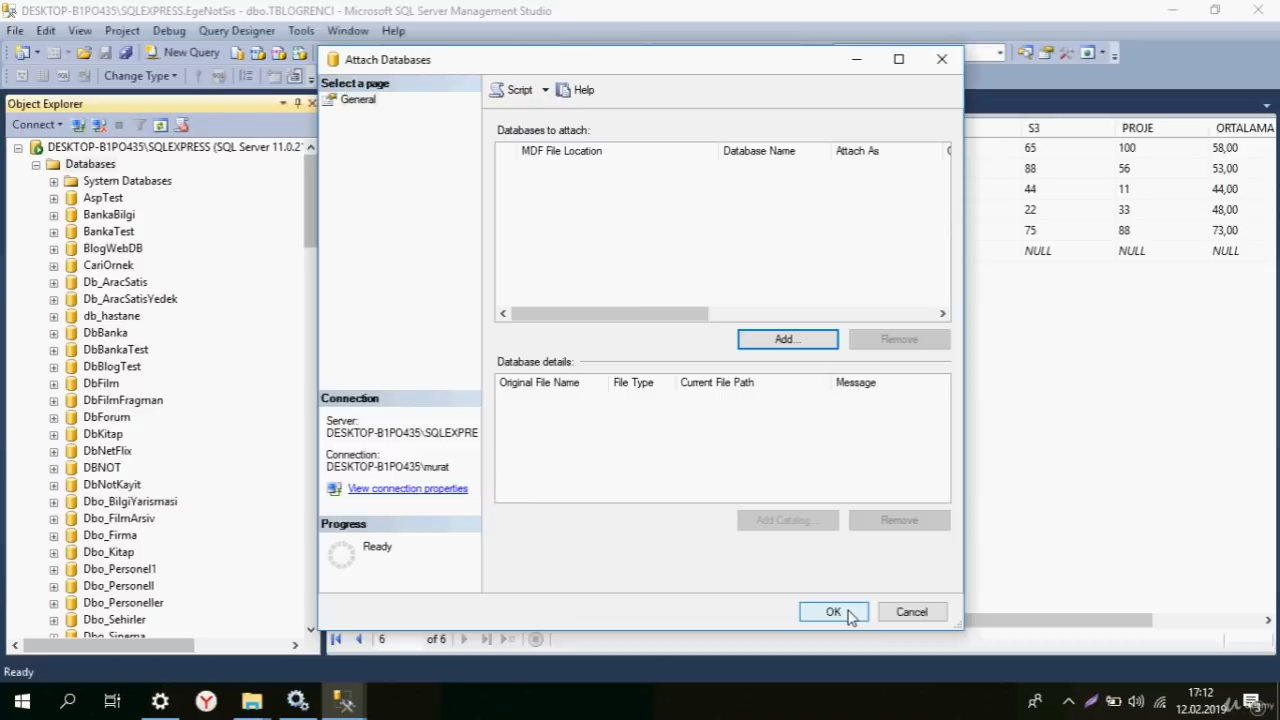 DESKTOP-B1PO435\SQLEXPRESS.EgeNotSis - dbo.TBLOGRENCI - Microsoft SQL Server Management Studio
File Edit View Project Debug Query Designer Tools Window Help
New Query
Change Type
Object Explorer
Connect
DESKTOP-B1PO435\SQLEXPRESS (SQL Server 11.0.2
Databases
System Databases
AspTest
BankaBilgi
BankaTest
BlogWebDB
CariOrnek
Db_AracSatis
Db_AracSatisYedek
db_hastane
DbBanka
DbBankaTest
DbBlogTest
DbFilm
DbFilmFragman
DbForum
DbKitap
DbNetFlix
DBNOT
DbNotKayit
Dbo_BilgiYarismasi
Dbo_FilmArsiv
Dbo_Firma
Dbo_Kitap
Dbo_Personel1
Dbo_Personell
Dbo_Personeller
Dbo_Sehirler
Dbo_Sinema
Attach Databases
Select a page
General
Connection
Server:
DESKTOP-B1PO435\SQLEXPRE
Connection:
DESKTOP-B1PO435\murat
View connection properties
Progress
Ready
Script Help
Databases to attach:
MDF File Location Database Name Attach As
Add... Remove
Database details:
Original File Name File Type Current File Path Message
Add Catalog... Remove
OK Cancel
S3 PROJE ORTALAMA
65 100 58,00
88 56 53,00
44 11 44,00
22 33 48,00
75 88 73,00
NULL NULL NULL
6 of 6
Ready
17:12
12.02.2019